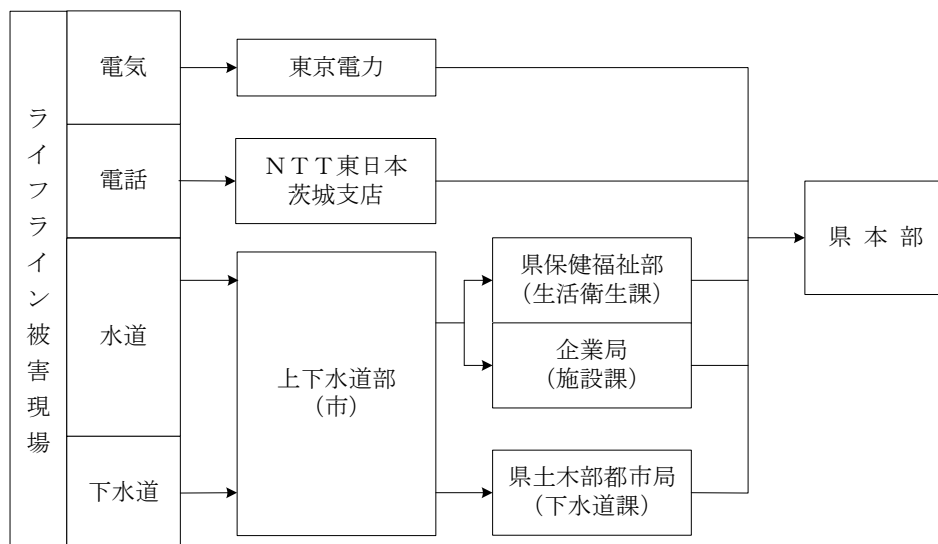 ライフライン被害現場
電気
東京電力
電話
ＮＴＴ東日本
茨城支店
県本部
水道
上下水道部
（市）
県保健福祉部
（生活衛生課）
企業局
（施設課）
下水道
県土木部都市局
（下水道課）